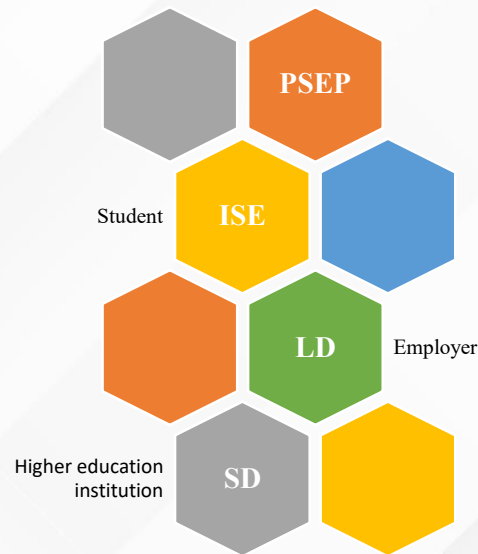 PSEP
Student
ISE
LD
Employer
Higher education
institution
SD